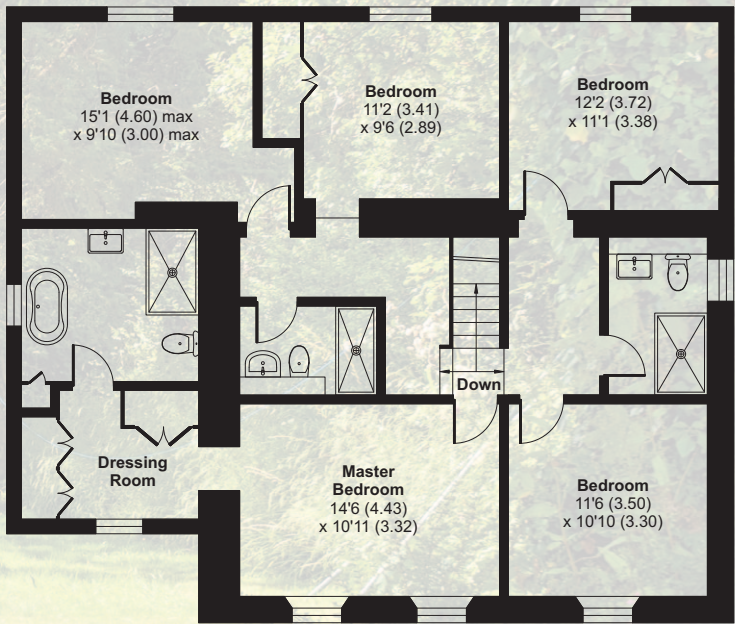 Bedroom
15'1 (4.60) max
x 9'10 (3.00) max
Bedroom
11'2 (3.41)
x 9'6 (2.89)
Bedroom
12'2 (3.72)
x 11'1 (3.38)
Down
Dressing
Room
Master
Bedroom
14'6 (4.43)
x 10'11 (3.32)
Bedroom
11'6 (3.50)
x 10'10 (3.30)